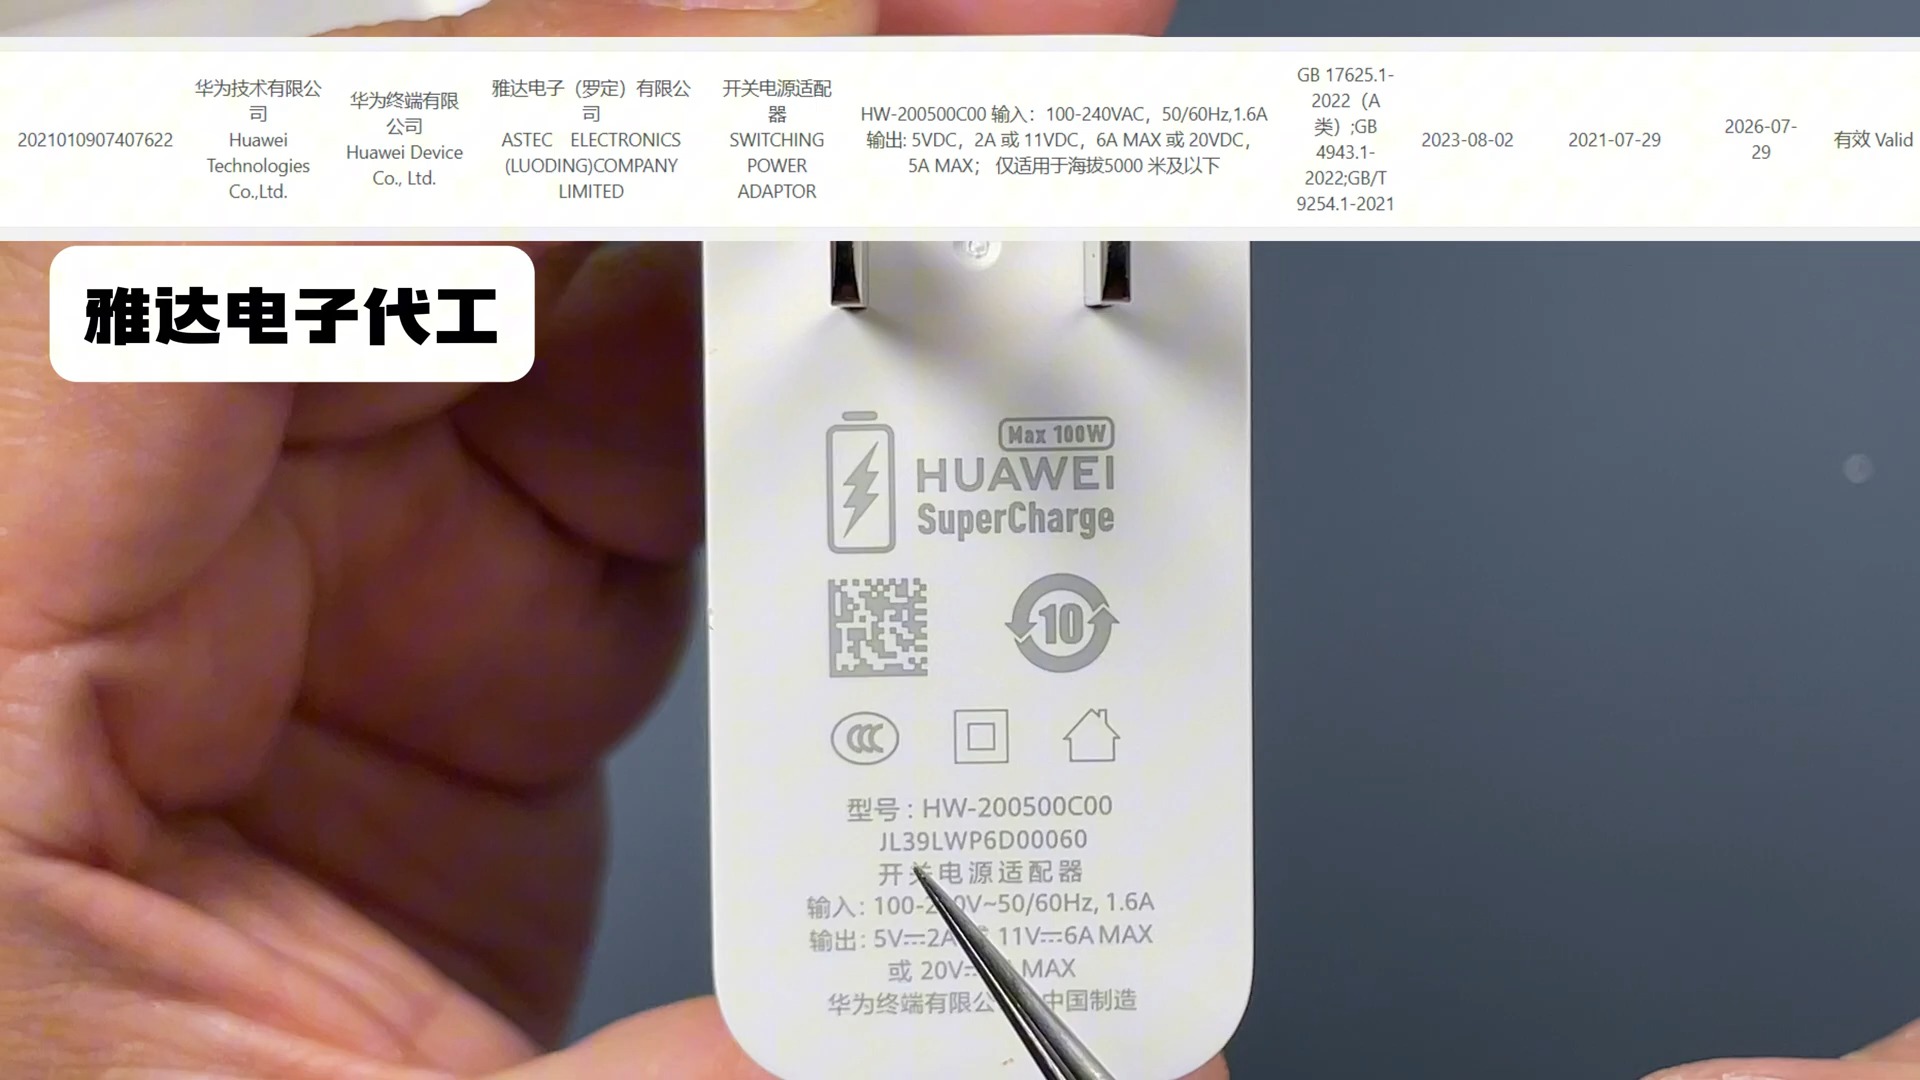 2021010907407622
华为技术有限公
司
Huawei
Technologies
Co.,Ltd.
华为终端有限
公司
Huawei Device
Co., Ltd.
雅达电子（罗定）有限公
司
ASTEC ELECTRONICS
(LUODING)COMPANY
LIMITED
开关电源适配
器
SWITCHING
POWER
ADAPTOR
HW-200500C00 输入：100-240VAC，50/60Hz,1.6A
输出: 5VDC，2A 或 11VDC，6A MAX 或 20VDC，
5A MAX； 仅适用于海拔5000 米及以下
GB 17625.1-
2022（A
类）;GB
4943.1-
2022;GB/T
9254.1-2021
2023-08-02
2021-07-29
2026-07-
29
有效 Valid
雅达电子代工
Max 100W
HUAWEI
SuperCharge
10
CCC
型号 : HW-200500C00
JL39LWP6D00060
开关电源适配器
输入: 100-2 0V~50/60Hz, 1.6A
输出: 5V⎓2A 11V⎓6A MAX
或 20V⎓ MAX
华为终端有限公 中国制造